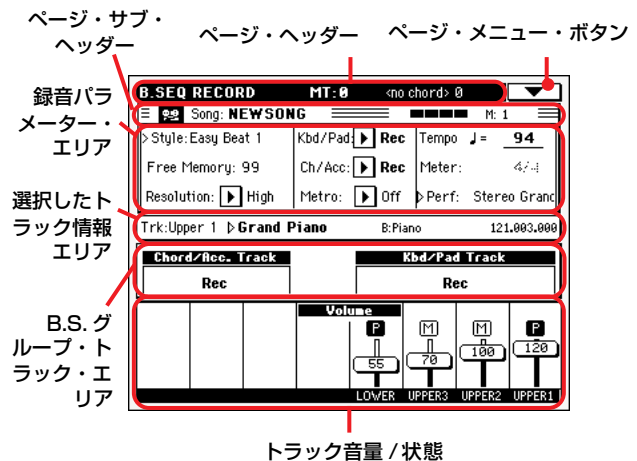 ページ・サブ・ヘッダー
ページ・ヘッダー
ページ・メニュー・ボタン
録音パラメーター・エリア
選択したトラック情報エリア
B.S. グループ・トラック・エリア
B.SEQ RECORD MT:0 <no chord> 0
Song: NEWSONG M: 1
>Style:Easy Beat 1 Kbd/Pad: Rec Tempo ♩= 94
Free Memory: 99 Ch/Acc: Rec Meter: 4/4
Resolution: High Metro: Off ▷Perf: Stereo Grand
Trk:Upper 1 ▷Grand Piano B:Piano 121.003.000
Chord/Acc. Track Kbd/Pad Track
Rec Rec
Volume
P M M P
55 70 100 120
LOWER UPPER3 UPPER2 UPPER1
トラック音量 / 状態